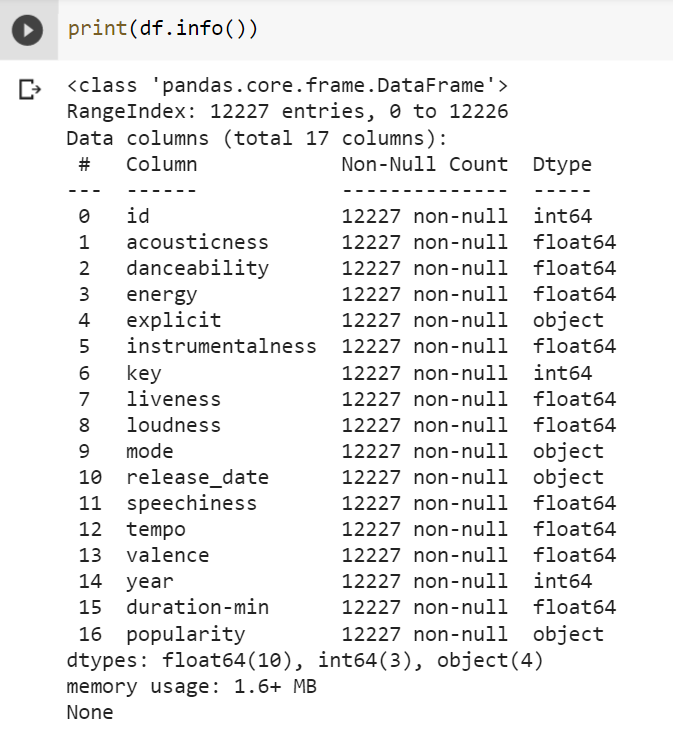 print(df.info())
<class 'pandas.core.frame.DataFrame'>
RangeIndex: 12227 entries, 0 to 12226
Data columns (total 17 columns):
 #   Column            Non-Null Count  Dtype
---  ------            --------------  -----
 0   id                12227 non-null  int64
 1   acousticness      12227 non-null  float64
 2   danceability      12227 non-null  float64
 3   energy            12227 non-null  float64
 4   explicit          12227 non-null  object
 5   instrumentalness  12227 non-null  float64
 6   key               12227 non-null  int64
 7   liveness          12227 non-null  float64
 8   loudness          12227 non-null  float64
 9   mode              12227 non-null  object
 10  release_date      12227 non-null  object
 11  speechiness       12227 non-null  float64
 12  tempo             12227 non-null  float64
 13  valence           12227 non-null  float64
 14  year              12227 non-null  int64
 15  duration-min      12227 non-null  float64
 16  popularity        12227 non-null  object
dtypes: float64(10), int64(3), object(4)
memory usage: 1.6+ MB
None